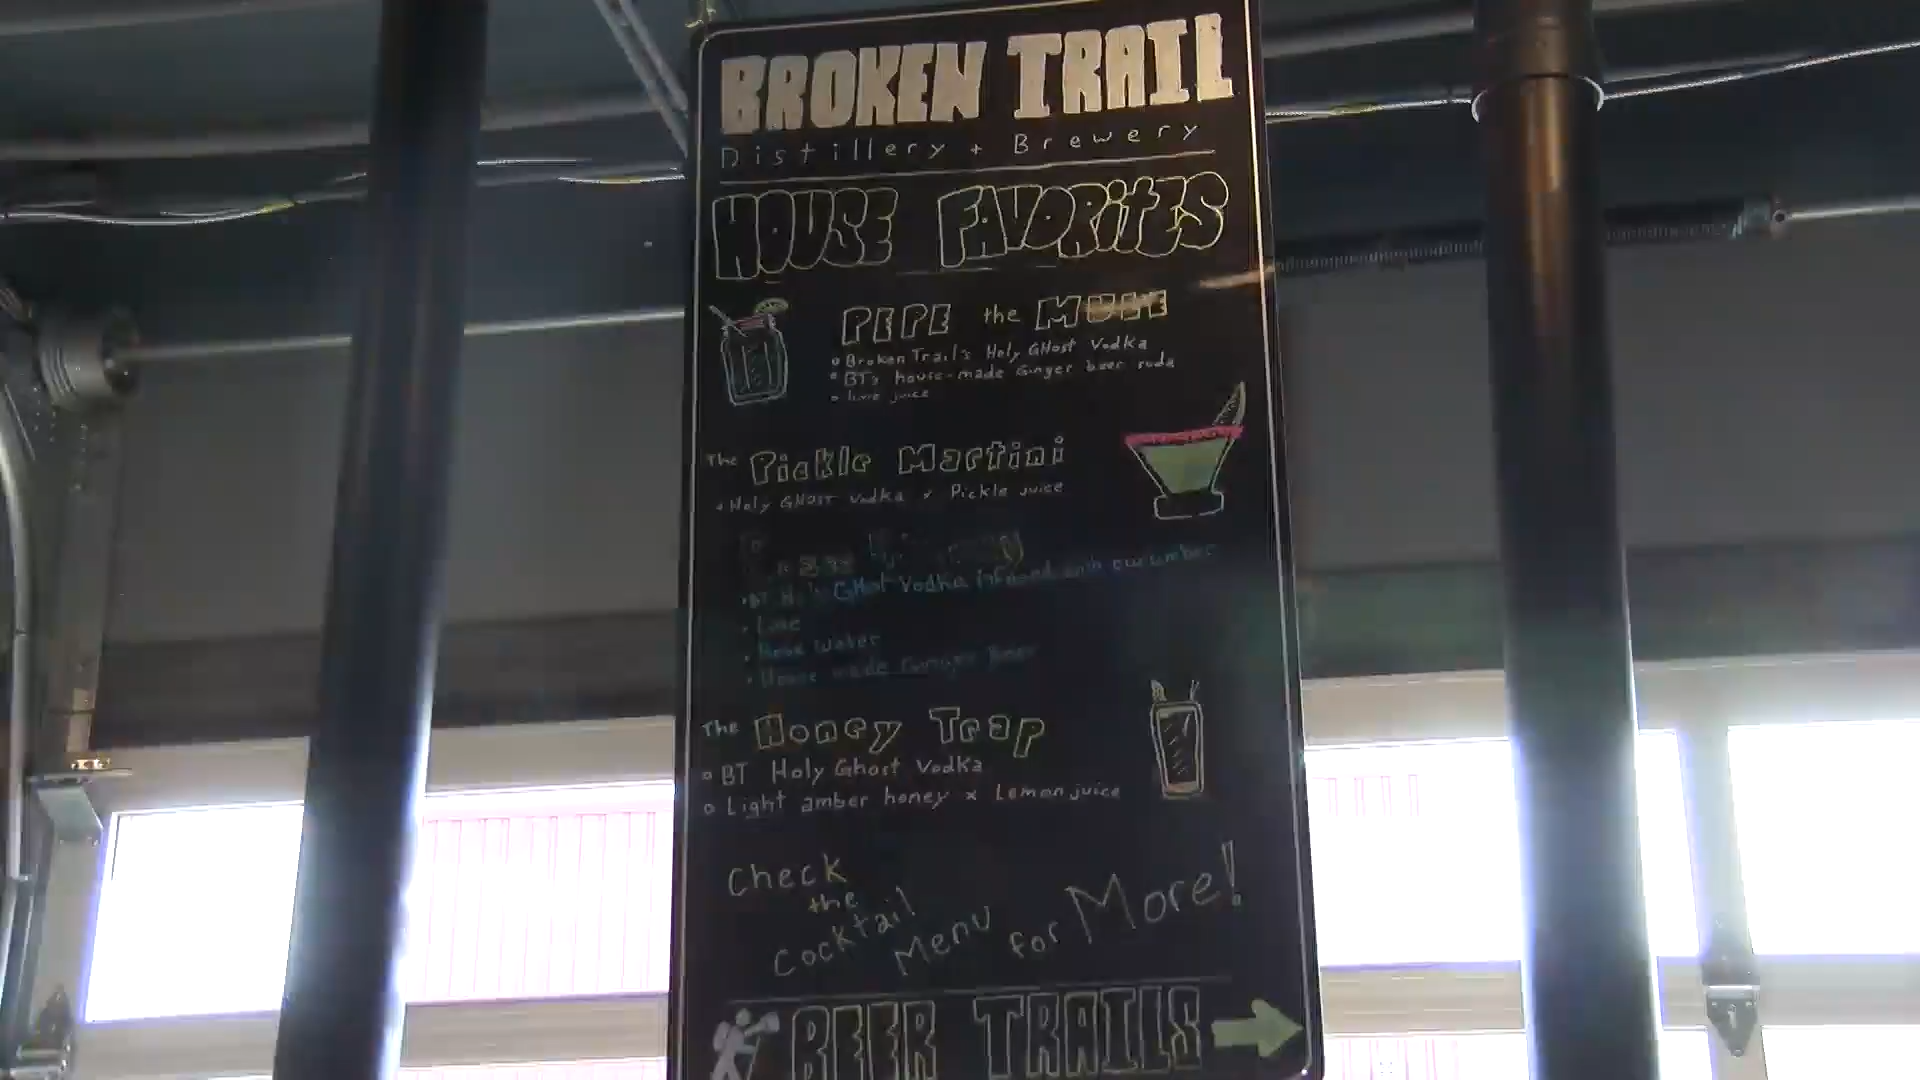 BROKEN TRAIL
Distillery + Brewery
HOUSE FAVORITES
PEPE the MULE
Broken Trail's Holy GHost Vodka
BT's house-made Ginger beer soda
lime juice
The Pickle Martini
Holy GHost vodka x Pickle juice
BT Holy GHost Vodka infused with cucumber
Lime
Rose Water
House made Ginger Beer
The Honey Trap
BT Holy Ghost Vodka
Light amber honey x Lemon juice
Check
the
Cocktail
Menu for More!
BEER TRAILS